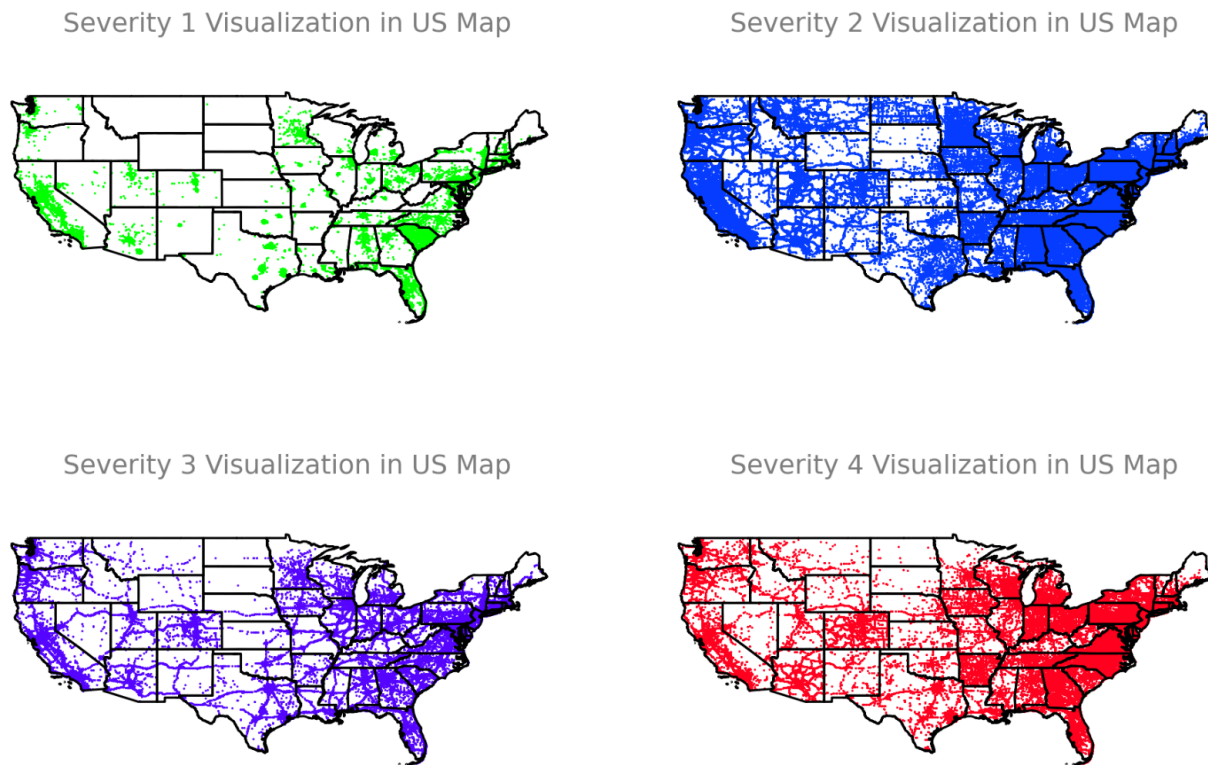 Severity 1 Visualization in US Map
Severity 2 Visualization in US Map
Severity 3 Visualization in US Map
Severity 4 Visualization in US Map